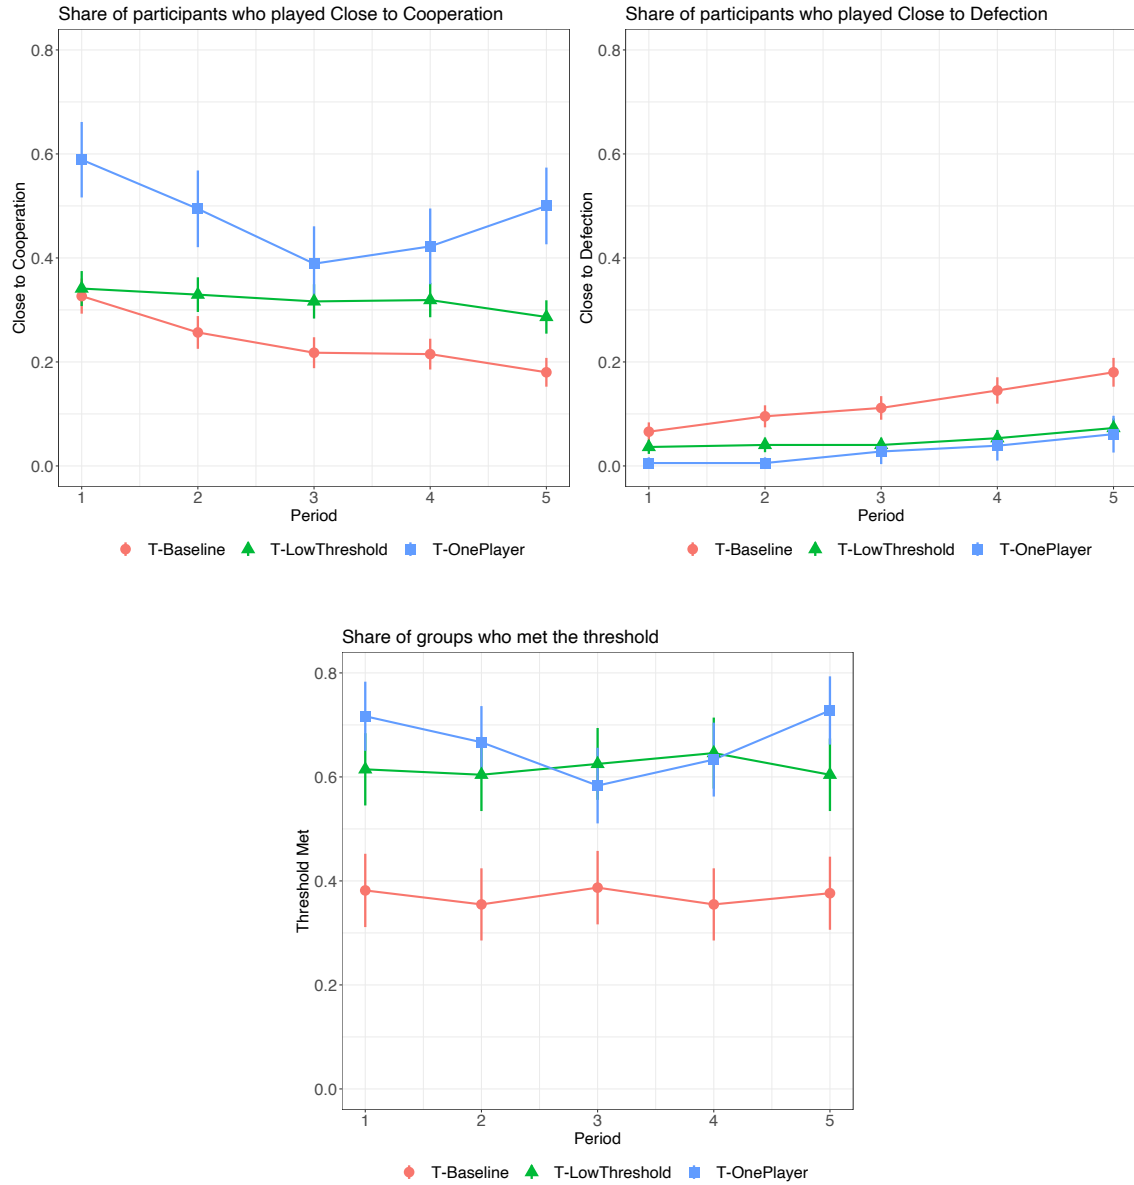 Share of participants who played Close to Cooperation
Close to Cooperation
0.8
0.6
0.4
0.2
0.0
1 2 3 4 5
Period
T-Baseline T-LowThreshold T-OnePlayer
Share of participants who played Close to Defection
Close to Defection
0.8
0.6
0.4
0.2
0.0
1 2 3 4 5
Period
T-Baseline T-LowThreshold T-OnePlayer
Share of groups who met the threshold
Threshold Met
0.8
0.6
0.4
0.2
0.0
1 2 3 4 5
Period
T-Baseline T-LowThreshold T-OnePlayer